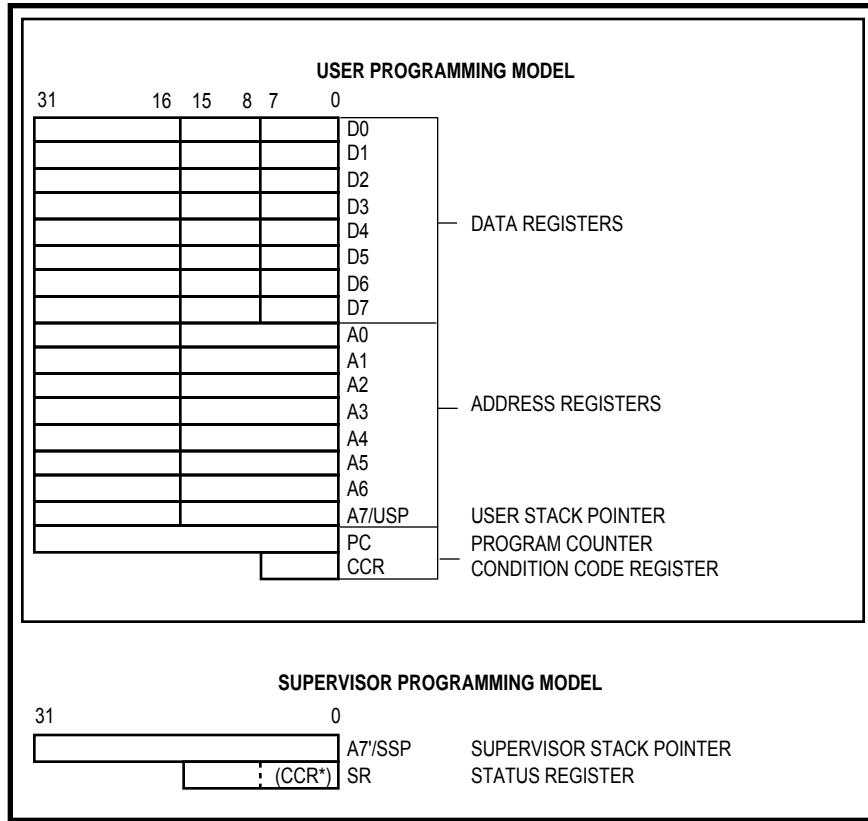 USER PROGRAMMING MODEL
31 16 15 8 7 0
D0
D1
D2
D3
D4 DATA REGISTERS
D5
D6
D7
A0
A1
A2
A3 ADDRESS REGISTERS
A4
A5
A6
A7/USP USER STACK POINTER
PC PROGRAM COUNTER
CCR CONDITION CODE REGISTER
SUPERVISOR PROGRAMMING MODEL
31 0
A7'/SSP SUPERVISOR STACK POINTER
(CCR*) SR STATUS REGISTER